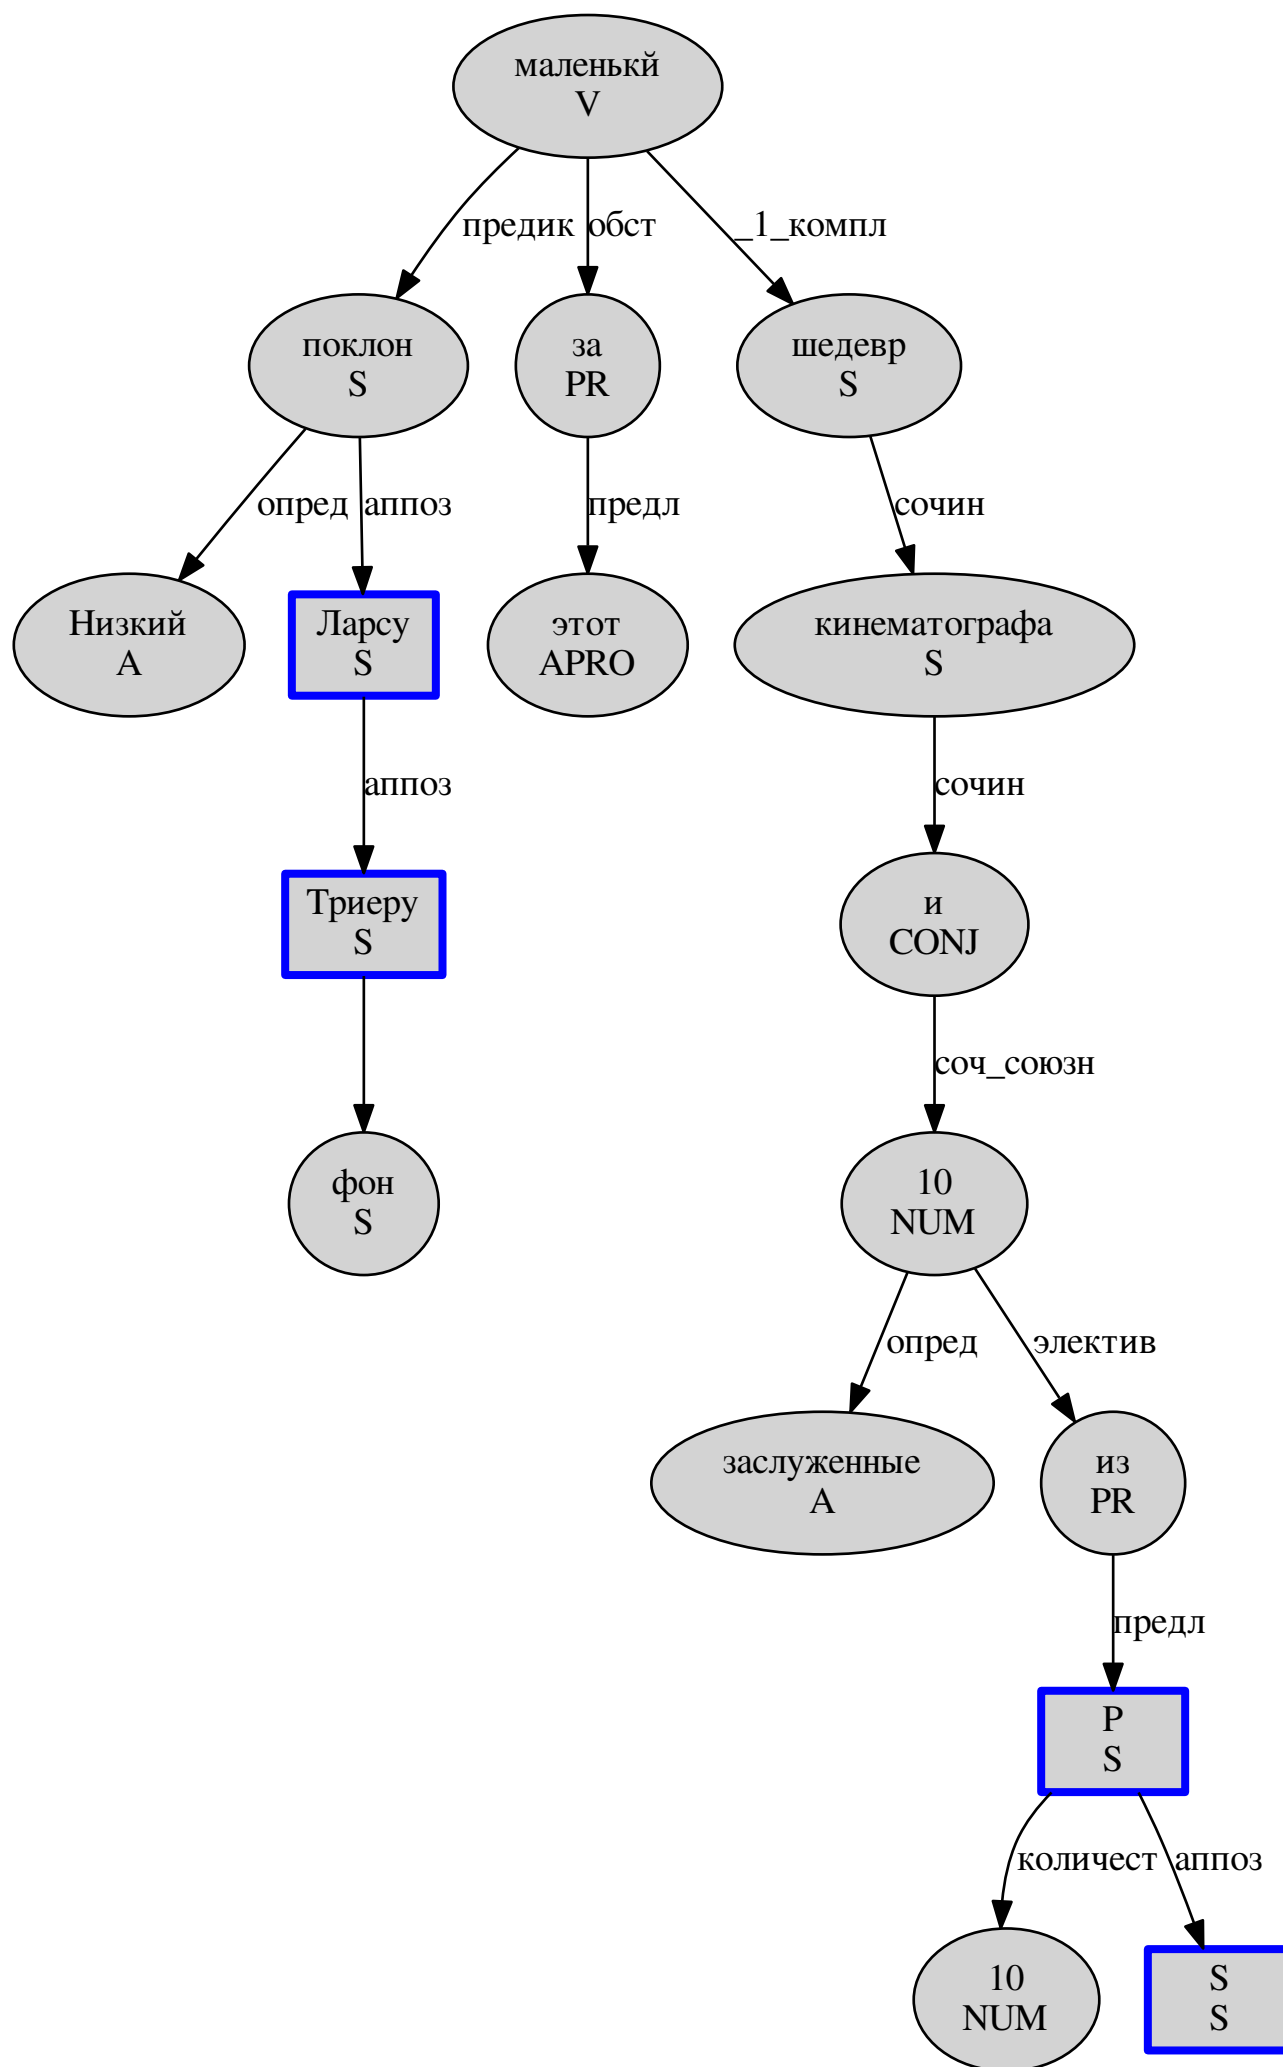 маленькй
V
предик обст _1_компл
поклон
S
за
PR
шедевр
S
опред аппоз предл сочин
Низкий
A
Ларсу
S
этот
APRO
кинематографа
S
аппоз сочин
Триеру
S
и
CONJ
соч_союзн
фон
S
10
NUM
опред электив
заслуженные
A
из
PR
предл
P
S
количест аппоз
10
NUM
S
S